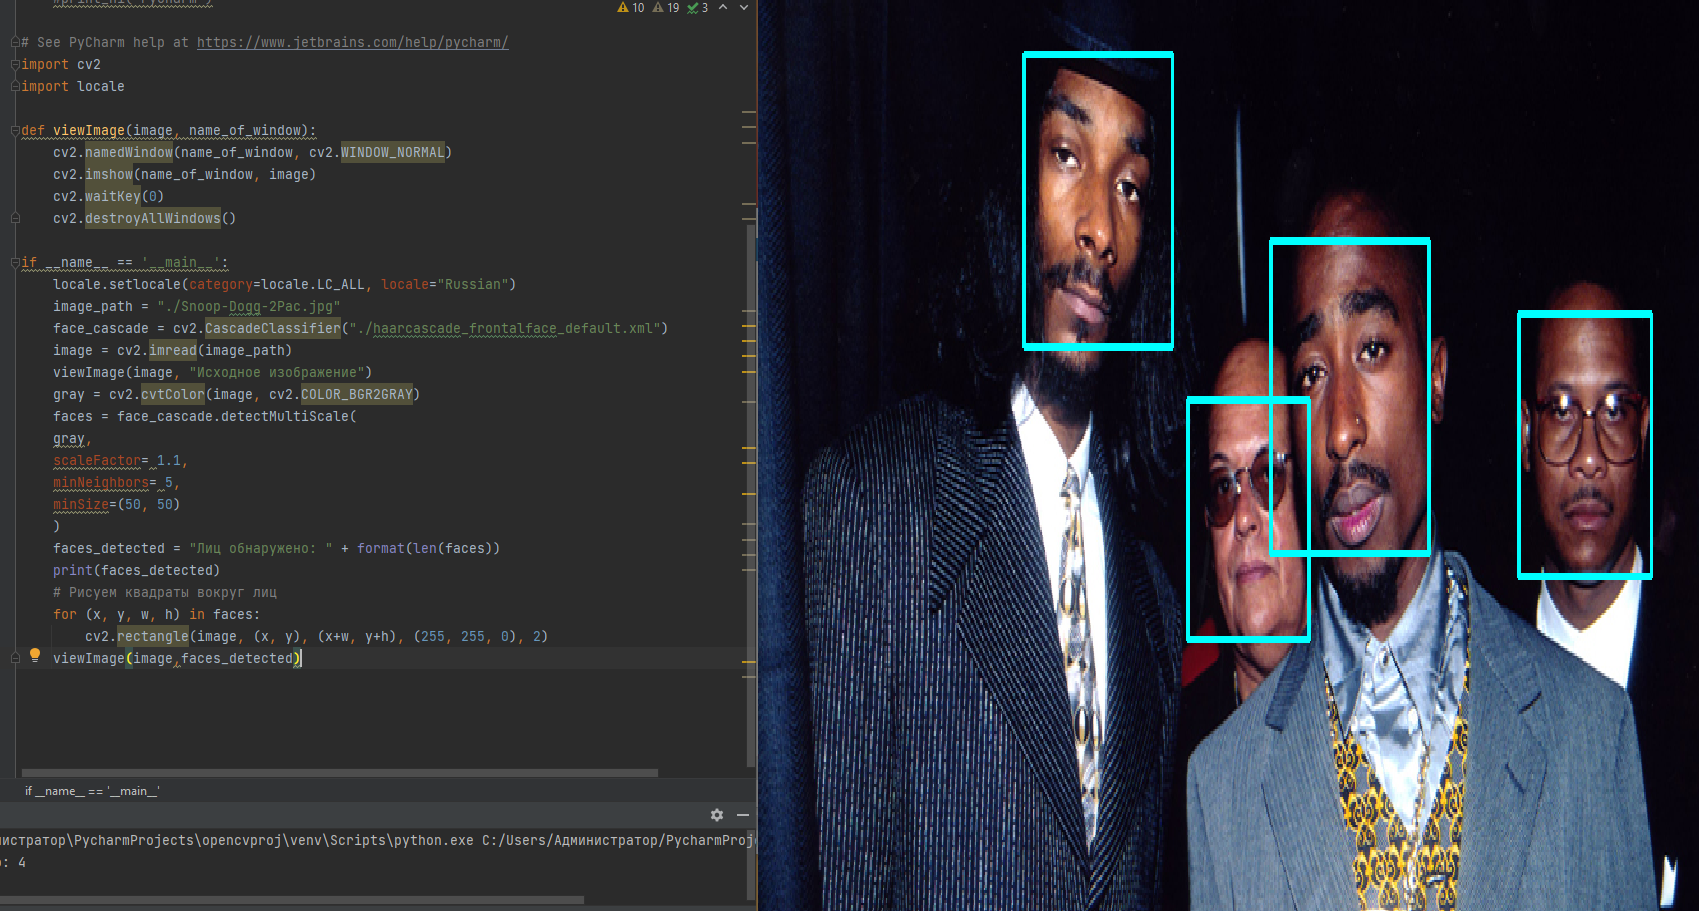 #print_hi('PyCharm')
10 19 3
# See PyCharm help at https://www.jetbrains.com/help/pycharm/
import cv2
import locale
def viewImage(image, name_of_window):
cv2.namedWindow(name_of_window, cv2.WINDOW_NORMAL)
cv2.imshow(name_of_window, image)
cv2.waitKey(0)
cv2.destroyAllWindows()
if __name__ == '__main__':
locale.setlocale(category=locale.LC_ALL, locale="Russian")
image_path = "./Snoop-Dogg-2Pac.jpg"
face_cascade = cv2.CascadeClassifier("./haarcascade_frontalface_default.xml")
image = cv2.imread(image_path)
viewImage(image, "Исходное изображение")
gray = cv2.cvtColor(image, cv2.COLOR_BGR2GRAY)
faces = face_cascade.detectMultiScale(
gray,
scaleFactor= 1.1,
minNeighbors= 5,
minSize=(50, 50)
)
faces_detected = "Лиц обнаружено: " + format(len(faces))
print(faces_detected)
# Рисуем квадраты вокруг лиц
for (x, y, w, h) in faces:
cv2.rectangle(image, (x, y), (x+w, y+h), (255, 255, 0), 2)
viewImage(image,faces_detected)
if __name__ == '__main__'
нистратор\PycharmProjects\opencvproj\venv\Scripts\python.exe C:/Users/Администратор/PycharmProj
: 4